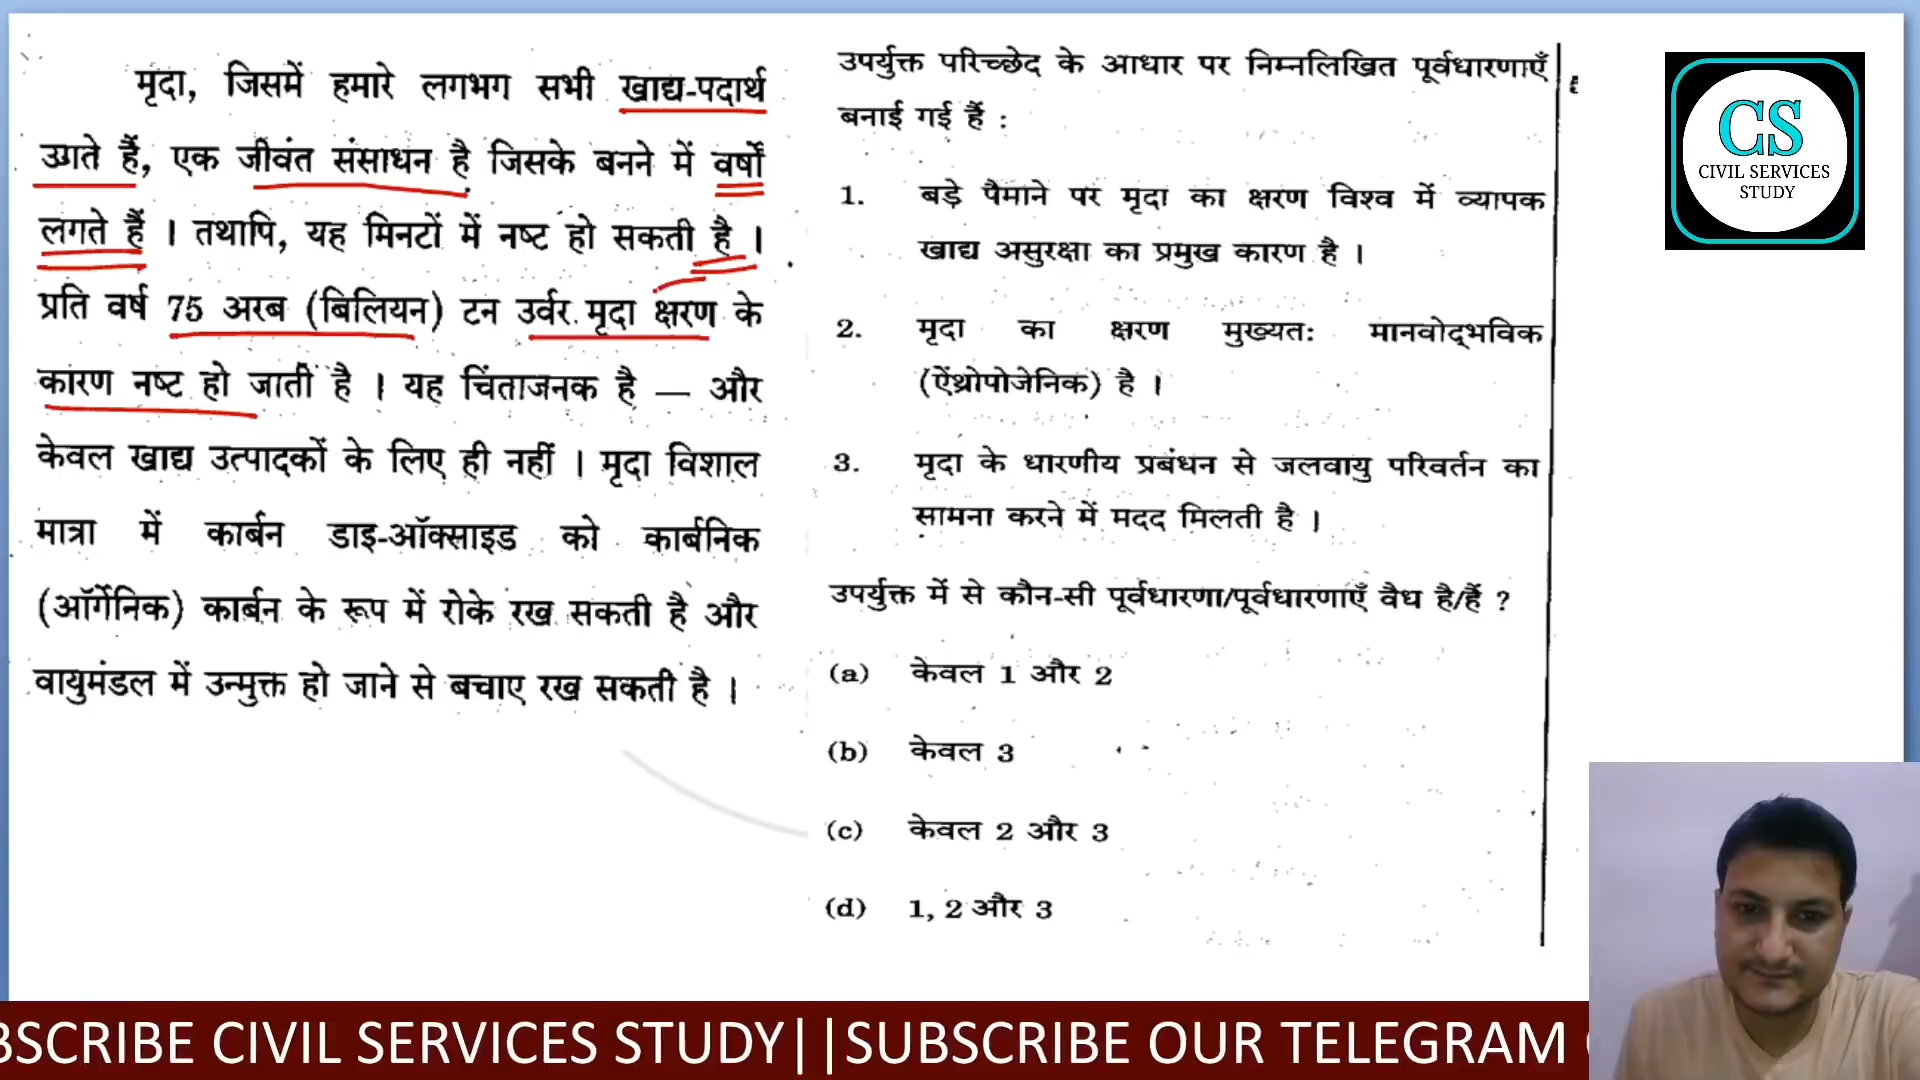 मृदा, जिसमें हमारे लगभग सभी खाद्य-पदार्थ
उगते हैं, एक जीवंत संसाधन है जिसके बनने में वर्षों
लगते हैं । तथापि, यह मिनटों में नष्ट हो सकती है ।
प्रति वर्ष 75 अरब (बिलियन) टन उर्वर मृदा क्षरण के
कारण नष्ट हो जाती है । यह चिंताजनक है — और
केवल खाद्य उत्पादकों के लिए ही नहीं । मृदा विशाल
मात्रा में कार्बन डाइ-ऑक्साइड को कार्बनिक
(ऑर्गेनिक) कार्बन के रूप में रोके रख सकती है और
वायुमंडल में उन्मुक्त हो जाने से बचाए रख सकती है ।
उपर्युक्त परिच्छेद के आधार पर निम्नलिखित पूर्वधारणाएँ
बनाई गई हैं :
1. बड़े पैमाने पर मृदा का क्षरण विश्व में व्यापक
खाद्य असुरक्षा का प्रमुख कारण है ।
2. मृदा का क्षरण मुख्यतः मानवोद्भविक
(ऐंथ्रोपोजेनिक) है ।
3. मृदा के धारणीय प्रबंधन से जलवायु परिवर्तन का
सामना करने में मदद मिलती है ।
उपर्युक्त में से कौन-सी पूर्वधारणा/पूर्वधारणाएँ वैध है/हैं ?
(a) केवल 1 और 2
(b) केवल 3
(c) केवल 2 और 3
(d) 1, 2 और 3
CS
CIVIL SERVICES
STUDY
BSCRIBE CIVIL SERVICES STUDY||SUBSCRIBE OUR TELEGRAM